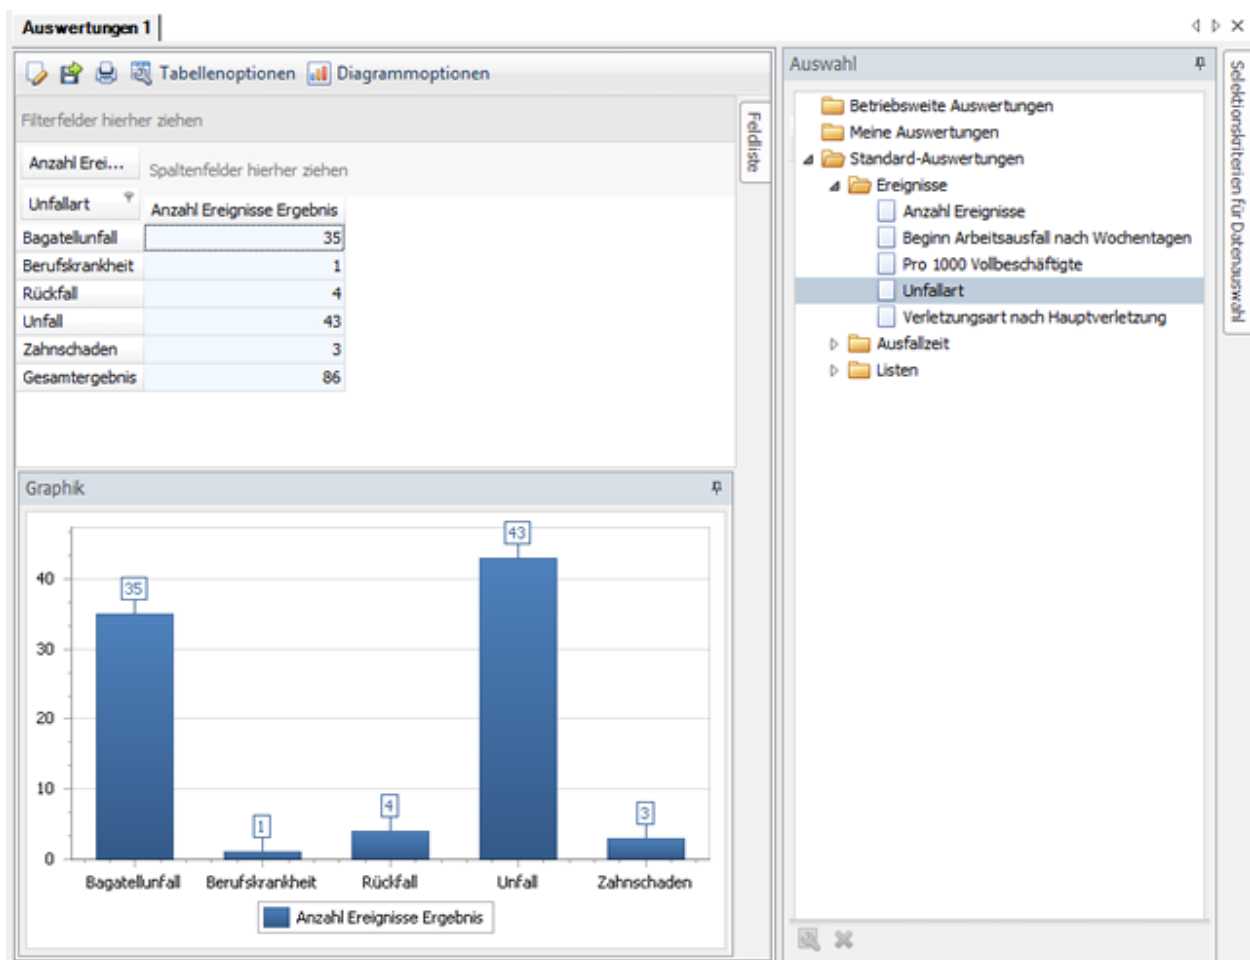 Auswertungen 1
Tabellenoptionen Diagrammoptionen
Filterfelder hierher ziehen
Anzahl Erei... Spaltenfelder hierher ziehen
Unfallart Anzahl Ereignisse Ergebnis
Bagatellunfall 35
Berufskrankheit 1
Rückfall 4
Unfall 43
Zahnschaden 3
Gesamtergebnis 86
Feldliste
Graphik
43
40
35
30
20
10
4
3
1
0
Bagatellunfall Berufskrankheit Rückfall Unfall Zahnschaden
Anzahl Ereignisse Ergebnis
Auswahl
Betriebsweite Auswertungen
Meine Auswertungen
Standard-Auswertungen
Ereignisse
Anzahl Ereignisse
Beginn Arbeitsausfall nach Wochentagen
Pro 1000 Vollbeschäftigte
Unfallart
Verletzungsart nach Hauptverletzung
Ausfallzeit
Listen
Selektionskriterien für Datenauswahl